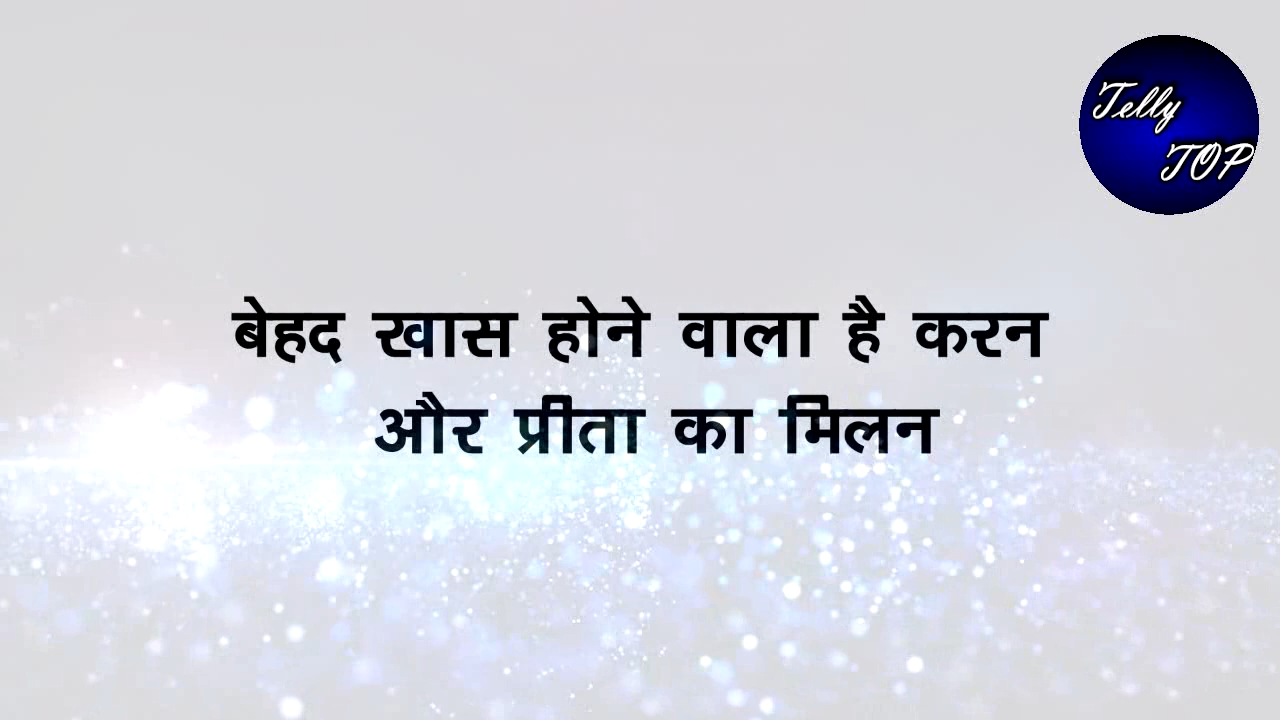 Telly
TOP
बेहद खास होने वाला है करन
और प्रीता का मिलन